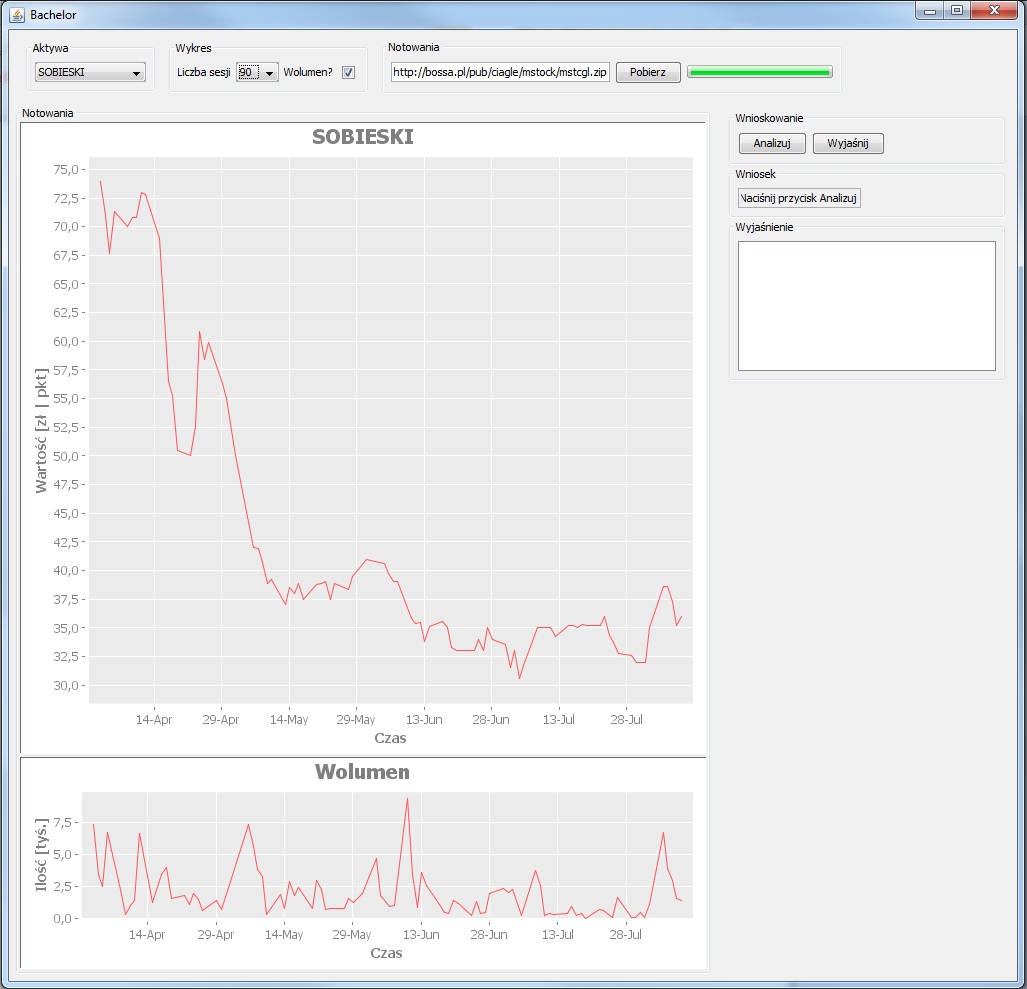 Bachelor
Aktywa
SOBIESKI
Wykres
Liczba sesji 90 Wolumen?
Notowania
http://bossa.pl/pub/ciagle/mstock/mstcgl.zip Pobierz
Notowania
SOBIESKI
Wartość [zł | pkt]
75,0
72,5
70,0
67,5
65,0
62,5
60,0
57,5
55,0
52,5
50,0
47,5
45,0
42,5
40,0
37,5
35,0
32,5
30,0
14-Apr 29-Apr 14-May 29-May 13-Jun 28-Jun 13-Jul 28-Jul
Czas
Wolumen
Ilość [tyś.]
7,5
5,0
2,5
0,0
14-Apr 29-Apr 14-May 29-May 13-Jun 28-Jun 13-Jul 28-Jul
Czas
Wnioskowanie
Analizuj Wyjaśnij
Wniosek
Naciśnij przycisk Analizuj
Wyjaśnienie